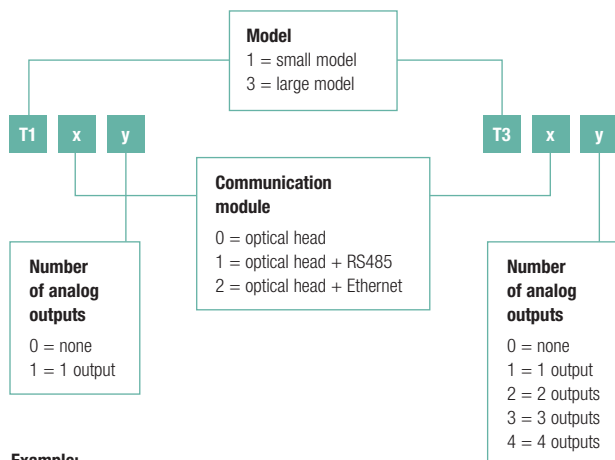 Model
1 = small model
3 = large model
T1 x y
T3 x y
Communication
module
0 = optical head
1 = optical head + RS485
2 = optical head + Ethernet
Number
of analog
outputs
0 = none
1 = 1 output
Number
of analog
outputs
0 = none
1 = 1 output
2 = 2 outputs
3 = 3 outputs
4 = 4 outputs
Example: